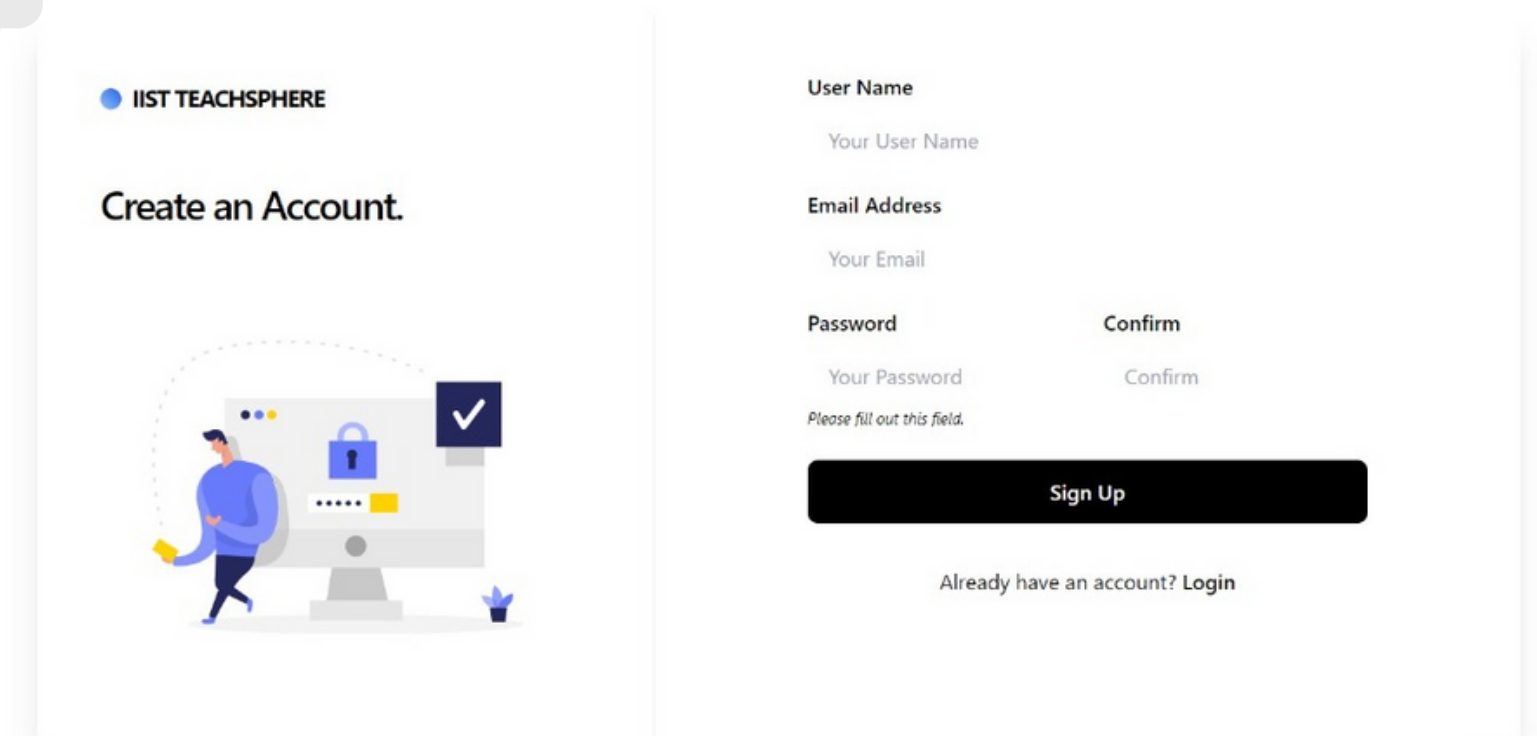 IIST TEACHSPHERE
Create an Account.
User Name
Your User Name
Email Address
Your Email
Password Confirm
Your Password Confirm
Please fill out this field.
Sign Up
Already have an account? Login